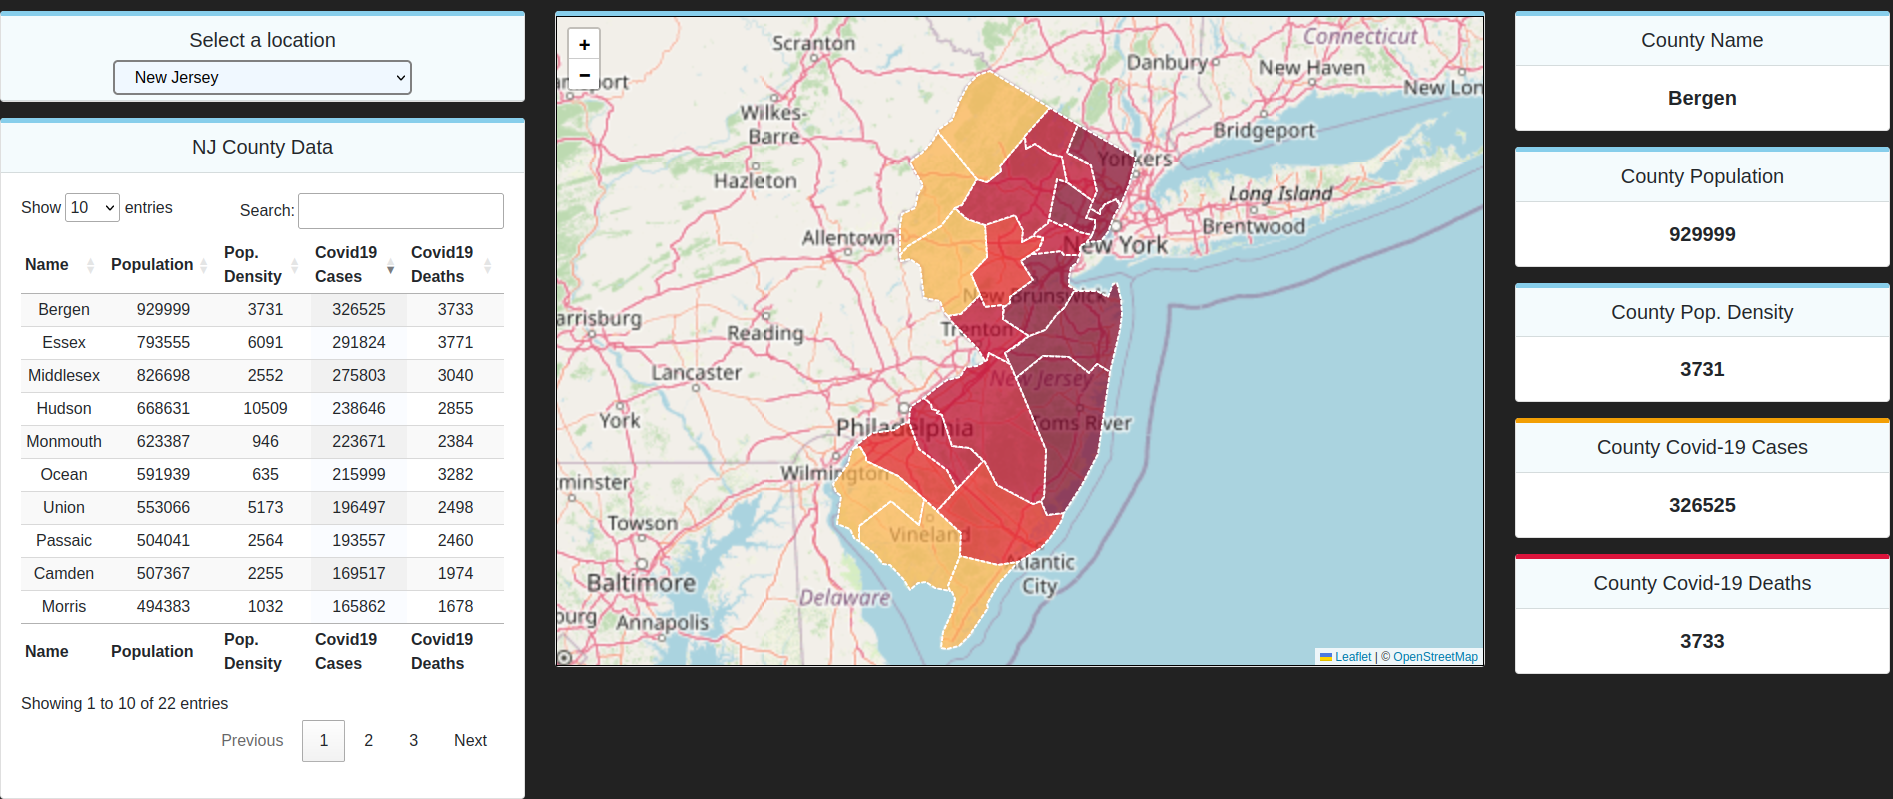 Select a location
New Jersey
NJ County Data
Show 10 entries
Search:
Name Population Pop. Density Covid19 Cases Covid19 Deaths
Bergen 929999 3731 326525 3733
Essex 793555 6091 291824 3771
Middlesex 826698 2552 275803 3040
Hudson 668631 10509 238646 2855
Monmouth 623387 946 223671 2384
Ocean 591939 635 215999 3282
Union 553066 5173 196497 2498
Passaic 504041 2564 193557 2460
Camden 507367 2255 169517 1974
Morris 494383 1032 165862 1678
Name Population Pop. Density Covid19 Cases Covid19 Deaths
Showing 1 to 10 of 22 entries
Previous 1 2 3 Next
+
−
Scranton
Connecticut
Danbury
New Haven
New Lon
port
Wilkes-
Barre
Bridgeport
Yonkers
Hazleton
Long Island
Brentwood
Allentown
New York
New Brunswick
arrisburg
Reading
Trenton
Lancaster
New Jersey
York
Philadelphia
Toms River
Wilmington
minster
Towson
Vineland
Atlantic
City
Baltimore
Delaware
burg
Annapolis
Leaflet | © OpenStreetMap
County Name
Bergen
County Population
929999
County Pop. Density
3731
County Covid-19 Cases
326525
County Covid-19 Deaths
3733